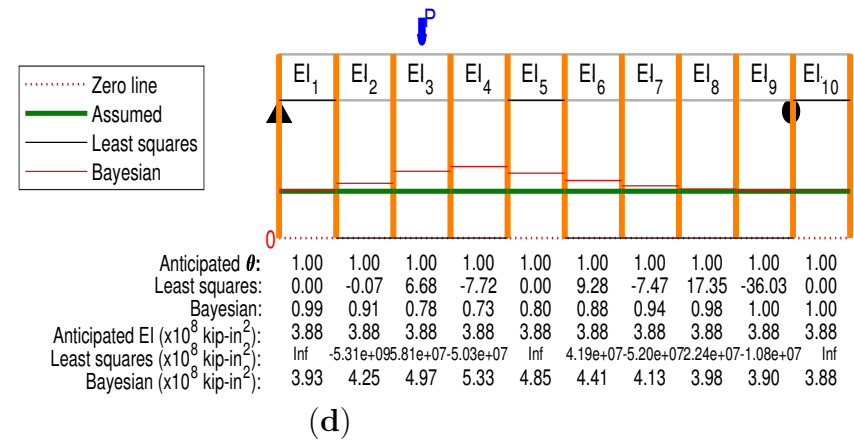 P
EI1 EI2 EI3 EI4 EI5 EI6 EI7 EI8 EI9 EI10
Zero line
Assumed
Least squares
Bayesian
0
Anticipated θ: 1.00 1.00 1.00 1.00 1.00 1.00 1.00 1.00 1.00 1.00
Least squares: 0.00 -0.07 6.68 -7.72 0.00 9.28 -7.47 17.35 -36.03 0.00
Bayesian: 0.99 0.91 0.78 0.73 0.80 0.88 0.94 0.98 1.00 1.00
Anticipated EI (x10^8 kip-in^2): 3.88 3.88 3.88 3.88 3.88 3.88 3.88 3.88 3.88 3.88
Least squares (x10^8 kip-in^2): Inf -5.31e+095.81e+07-5.03e+07 Inf 4.19e+07-5.20e+072.24e+07-1.08e+07 Inf
Bayesian (x10^8 kip-in^2): 3.93 4.25 4.97 5.33 4.85 4.41 4.13 3.98 3.90 3.88
(d)